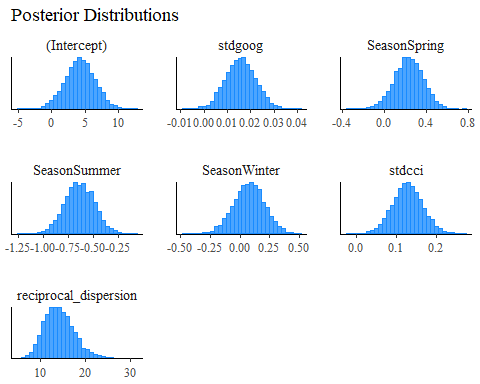 Posterior Distributions
(Intercept) stdgoog SeasonSpring
-5 0 5 10 -0.01 0.00 0.01 0.02 0.03 0.04 -0.4 0.0 0.4 0.8
SeasonSummer SeasonWinter stdcci
-1.25 -1.00 -0.75 -0.50 -0.25 -0.50 -0.25 0.00 0.25 0.50 0.0 0.1 0.2
reciprocal_dispersion
10 20 30